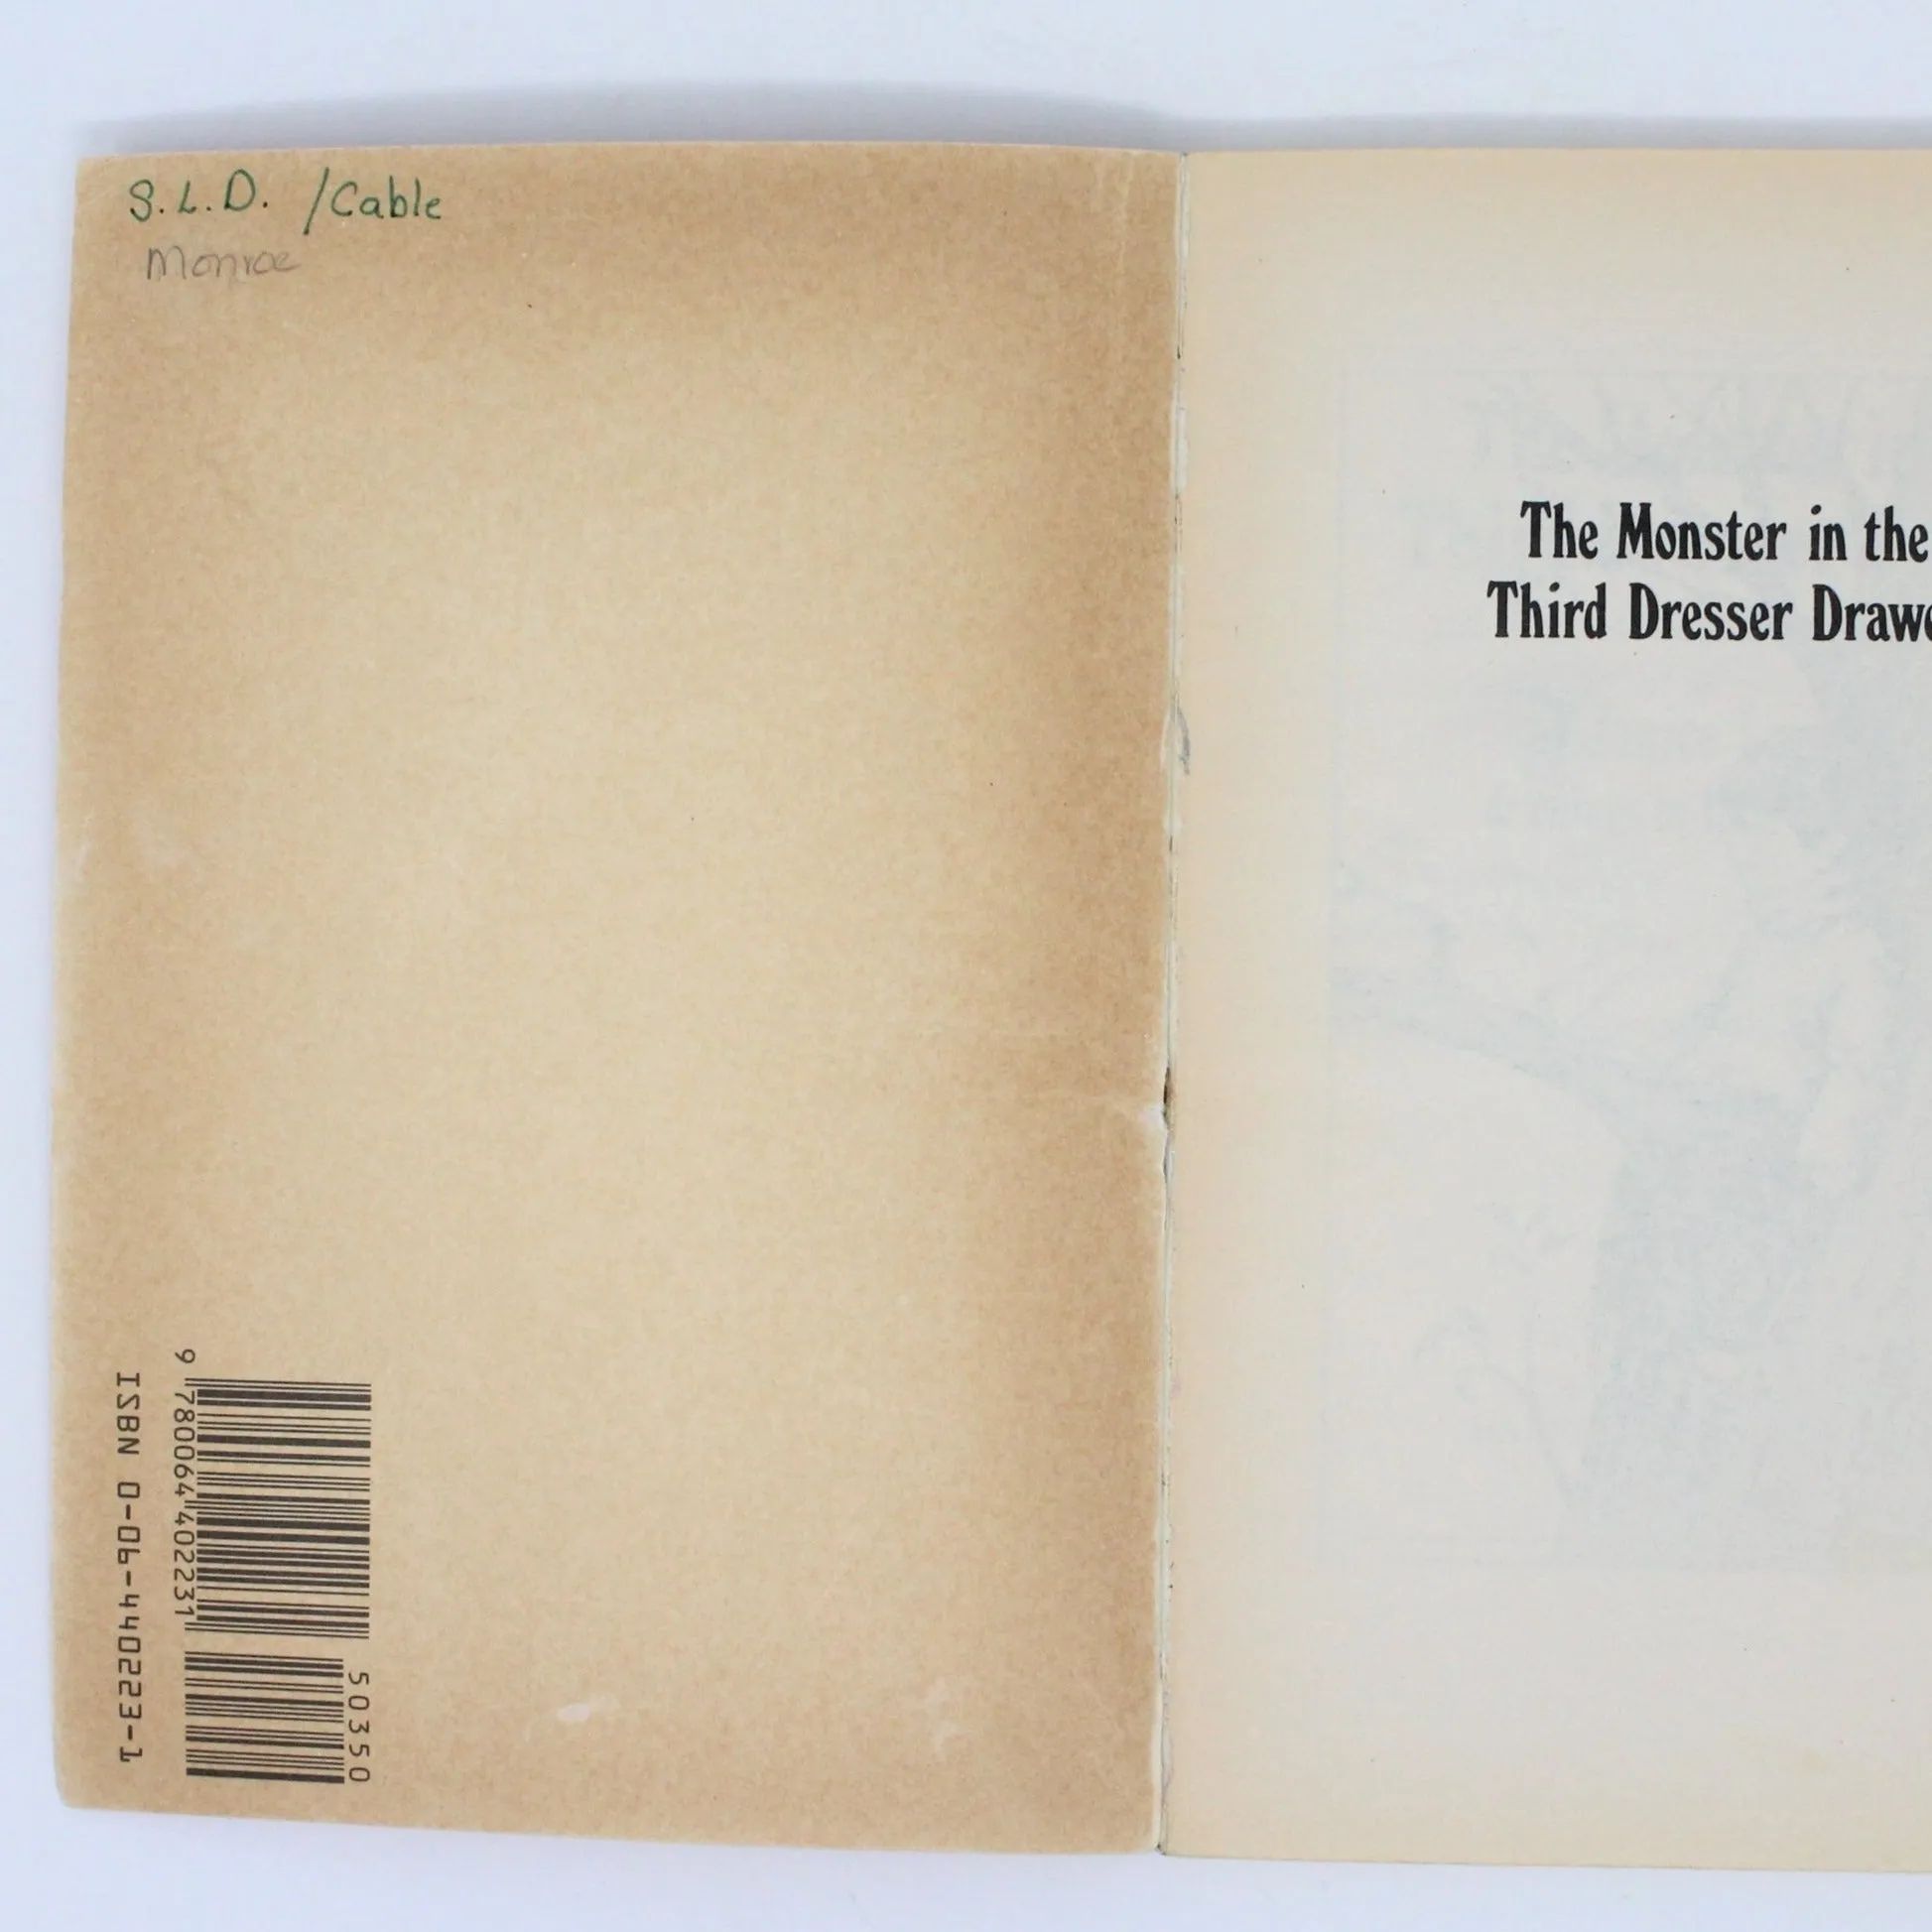 S.L.D. /Cable
Monroe
ISBN 0-06-440223-1
9 780064 402231
50350
The Monster in the
Third Dresser Drawe